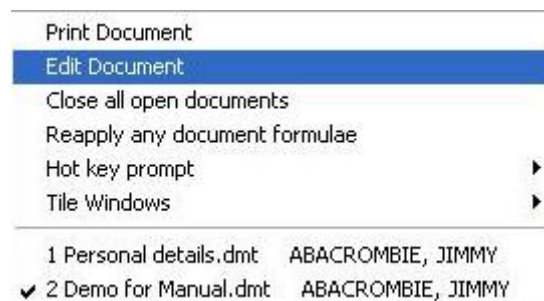 Print Document
Edit Document
Close all open documents
Reapply any document formulae
Hot key prompt
Tile Windows
1 Personal details.dmt ABACROMBIE, JIMMY
2 Demo for Manual.dmt ABACROMBIE, JIMMY